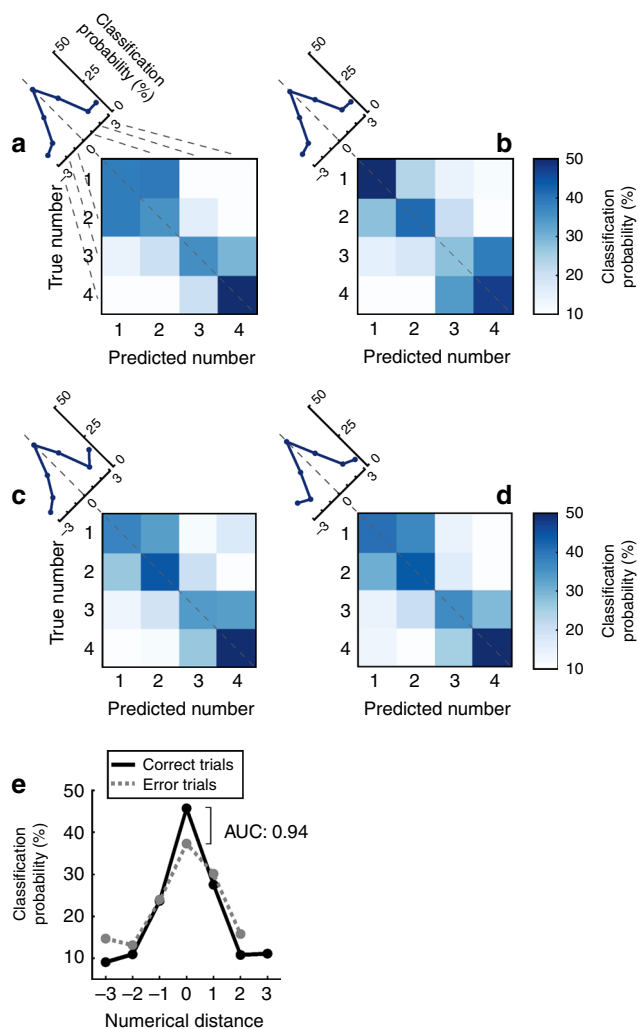 Classification
probability (%)
50
25
0
3
0
−3
a
True number
1
2
3
4
1 2 3 4
Predicted number
50
25
0
3
−3
b
1
2
3
4
1 2 3 4
Predicted number
50
40
30
20
10
Classification
probability (%)
50
25
0
3
−3
c
True number
1
2
3
4
1 2 3 4
Predicted number
50
25
0
3
−3
d
1
2
3
4
1 2 3 4
Predicted number
50
40
30
20
10
Classification
probability (%)
e
Correct trials
Error trials
AUC: 0.94
Classification
probability (%)
50
40
30
20
10
−3 −2 −1 0 1 2 3
Numerical distance